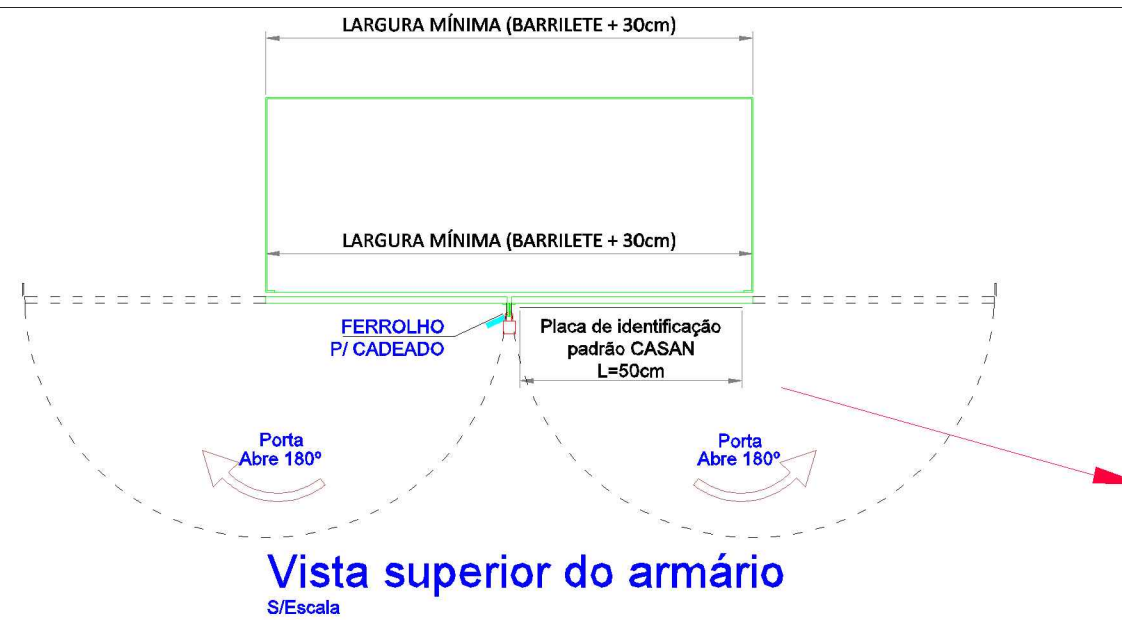 LARGURA MÍNIMA (BARRILETE + 30cm)
LARGURA MÍNIMA (BARRILETE + 30cm)
FERROLHO
P/ CADEADO
Placa de identificação
padrão CASAN
L=50cm
Porta
Abre 180º
Porta
Abre 180º
Vista superior do armário
S/Escala